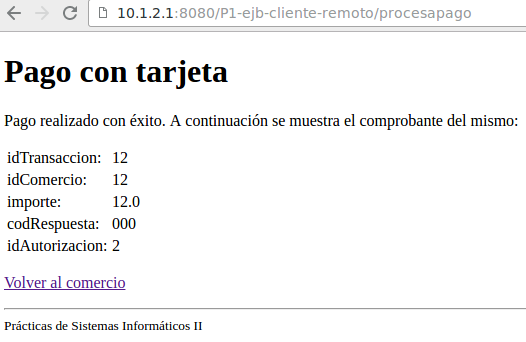 10.1.2.1:8080/P1-ejb-cliente-remoto/procesapago
Pago con tarjeta
Pago realizado con éxito. A continuación se muestra el comprobante del mismo:
idTransaccion: 12
idComercio: 12
importe: 12.0
codRespuesta: 000
idAutorizacion: 2
Volver al comercio
Prácticas de Sistemas Informáticos II